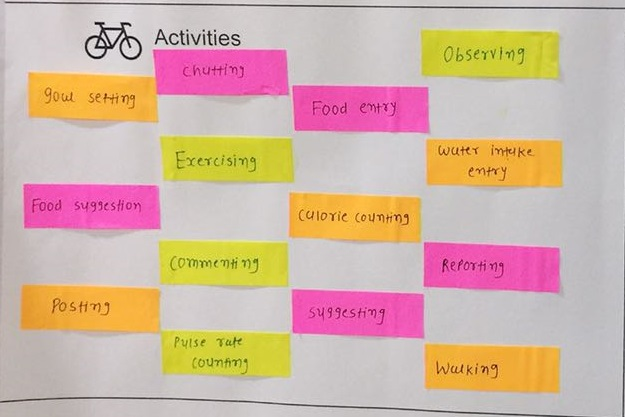 Activities
Chatting
Observing
goal setting
Food entry
Exercising
Water intake
entry
Food suggestion
Calorie counting
Commenting
Reporting
Posting
Suggesting
Pulse rate
counting
Walking